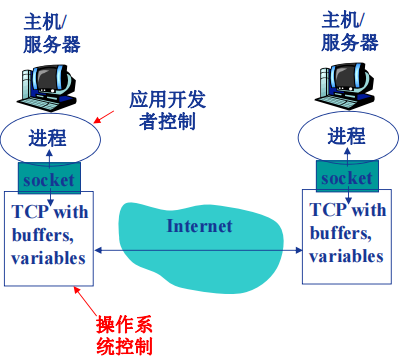 主机/
服务器
应用开发
者控制
进程
socket
TCP with
buffers,
variables
操作系
统控制
Internet
主机/
服务器
进程
socket
TCP with
buffers,
variables